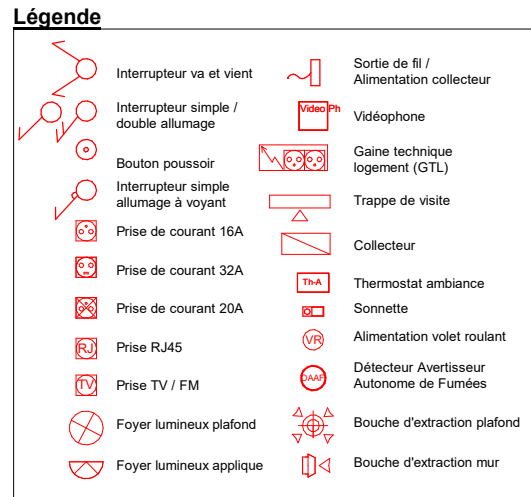 Légende
Interrupteur va et vient
Interrupteur simple /
double allumage
Bouton poussoir
Interrupteur simple
allumage à voyant
Prise de courant 16A
Prise de courant 32A
Prise de courant 20A
RJ
Prise RJ45
TV
Prise TV / FM
Foyer lumineux plafond
Foyer lumineux applique
Sortie de fil /
Alimentation collecteur
Video Ph
Vidéophone
Gaine technique
logement (GTL)
Trappe de visite
Collecteur
Th-A
Thermostat ambiance
Sonnette
VR
Alimentation volet roulant
DAAF
Détecteur Avertisseur
Autonome de Fumées
Bouche d'extraction plafond
Bouche d'extraction mur